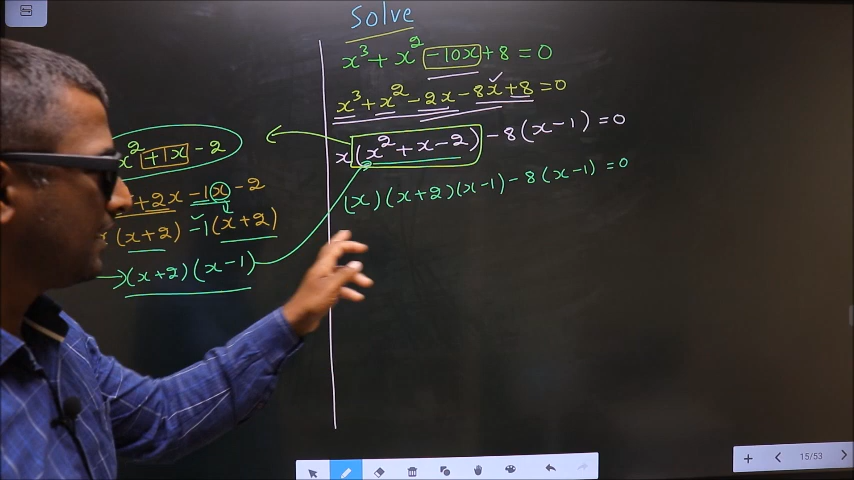 Solve
x³ + x² - 10x + 8 = 0
x³ + x² - 2x - 8x + 8 = 0
x(x² + x - 2) - 8(x - 1) = 0
(x)(x + 2)(x - 1) - 8(x - 1) = 0
x² + 1x - 2
+ 2x - 1x - 2
(x + 2) - 1(x + 2)
(x + 2)(x - 1)
15/53